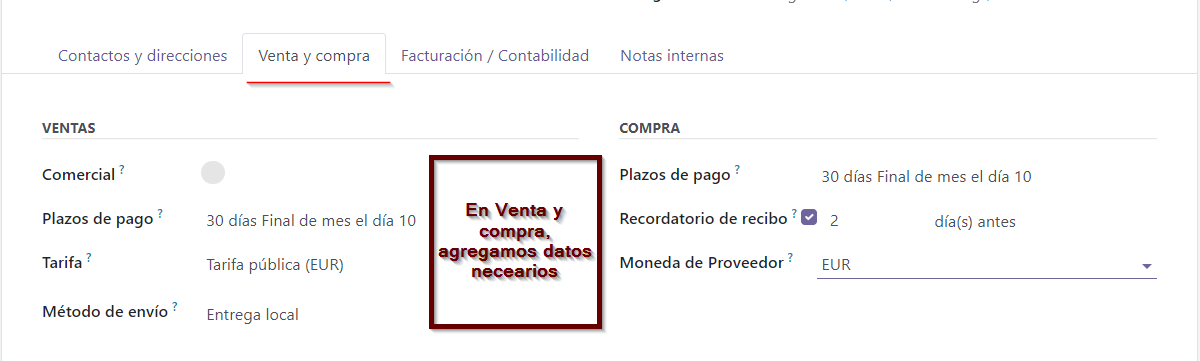 Contactos y direcciones Venta y compra Facturación / Contabilidad Notas internas
VENTAS
Comercial ?
Plazos de pago ? 30 días Final de mes el día 10
Tarifa ? Tarifa pública (EUR)
Método de envío ? Entrega local
En Venta y
compra,
agregamos datos
necearios
COMPRA
Plazos de pago ? 30 días Final de mes el día 10
Recordatorio de recibo ? 2 día(s) antes
Moneda de Proveedor ? EUR